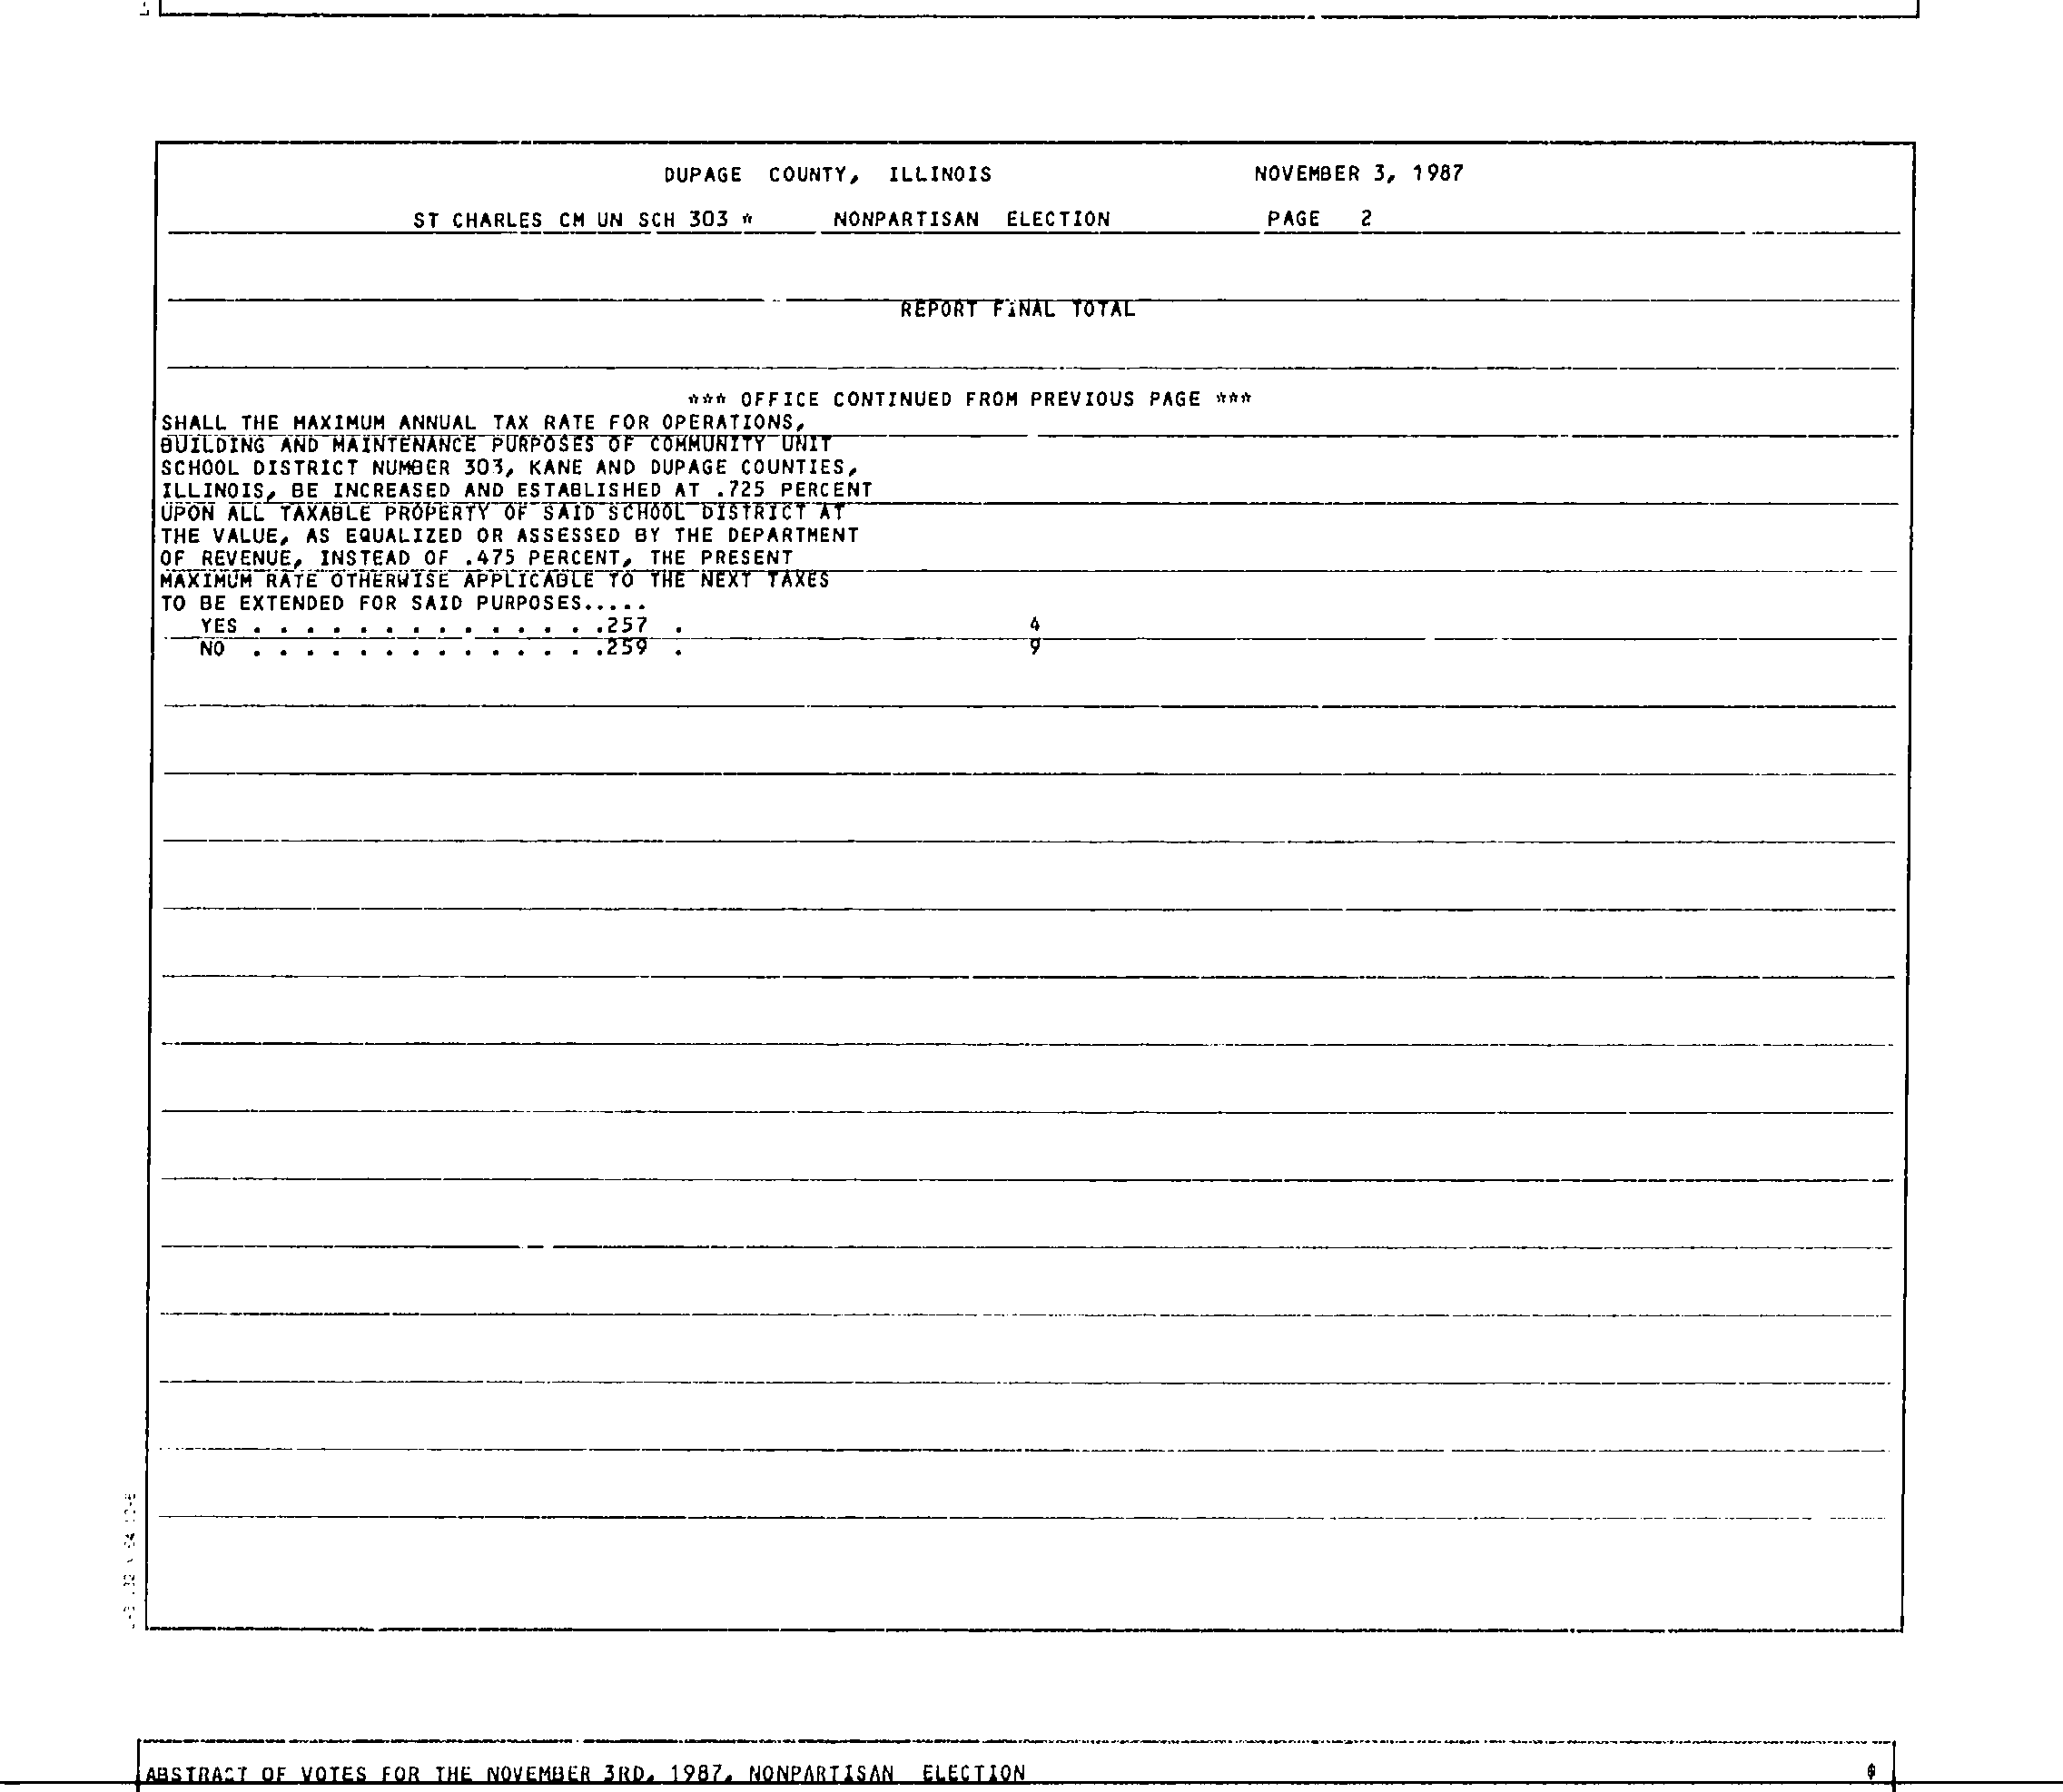 DUPAGE COUNTY, ILLINOIS NOVEMBER 3, 1987
ST CHARLES CM UN SCH 303 * NONPARTISAN ELECTION PAGE 2
REPORT FINAL TOTAL
*** OFFICE CONTINUED FROM PREVIOUS PAGE ***
SHALL THE MAXIMUM ANNUAL TAX RATE FOR OPERATIONS,
BUILDING AND MAINTENANCE PURPOSES OF COMMUNITY UNIT
SCHOOL DISTRICT NUMBER 303, KANE AND DUPAGE COUNTIES,
ILLINOIS, BE INCREASED AND ESTABLISHED AT .725 PERCENT
UPON ALL TAXABLE PROPERTY OF SAID SCHOOL DISTRICT AT
THE VALUE, AS EQUALIZED OR ASSESSED BY THE DEPARTMENT
OF REVENUE, INSTEAD OF .475 PERCENT, THE PRESENT
MAXIMUM RATE OTHERWISE APPLICABLE TO THE NEXT TAXES
TO BE EXTENDED FOR SAID PURPOSES.....
YES . . . . . . . . . . . . . .257 . 4
NO . . . . . . . . . . . . . .259 . 9
ABSTRACT OF VOTES FOR THE NOVEMBER 3RD, 1987, NONPARTISAN ELECTION